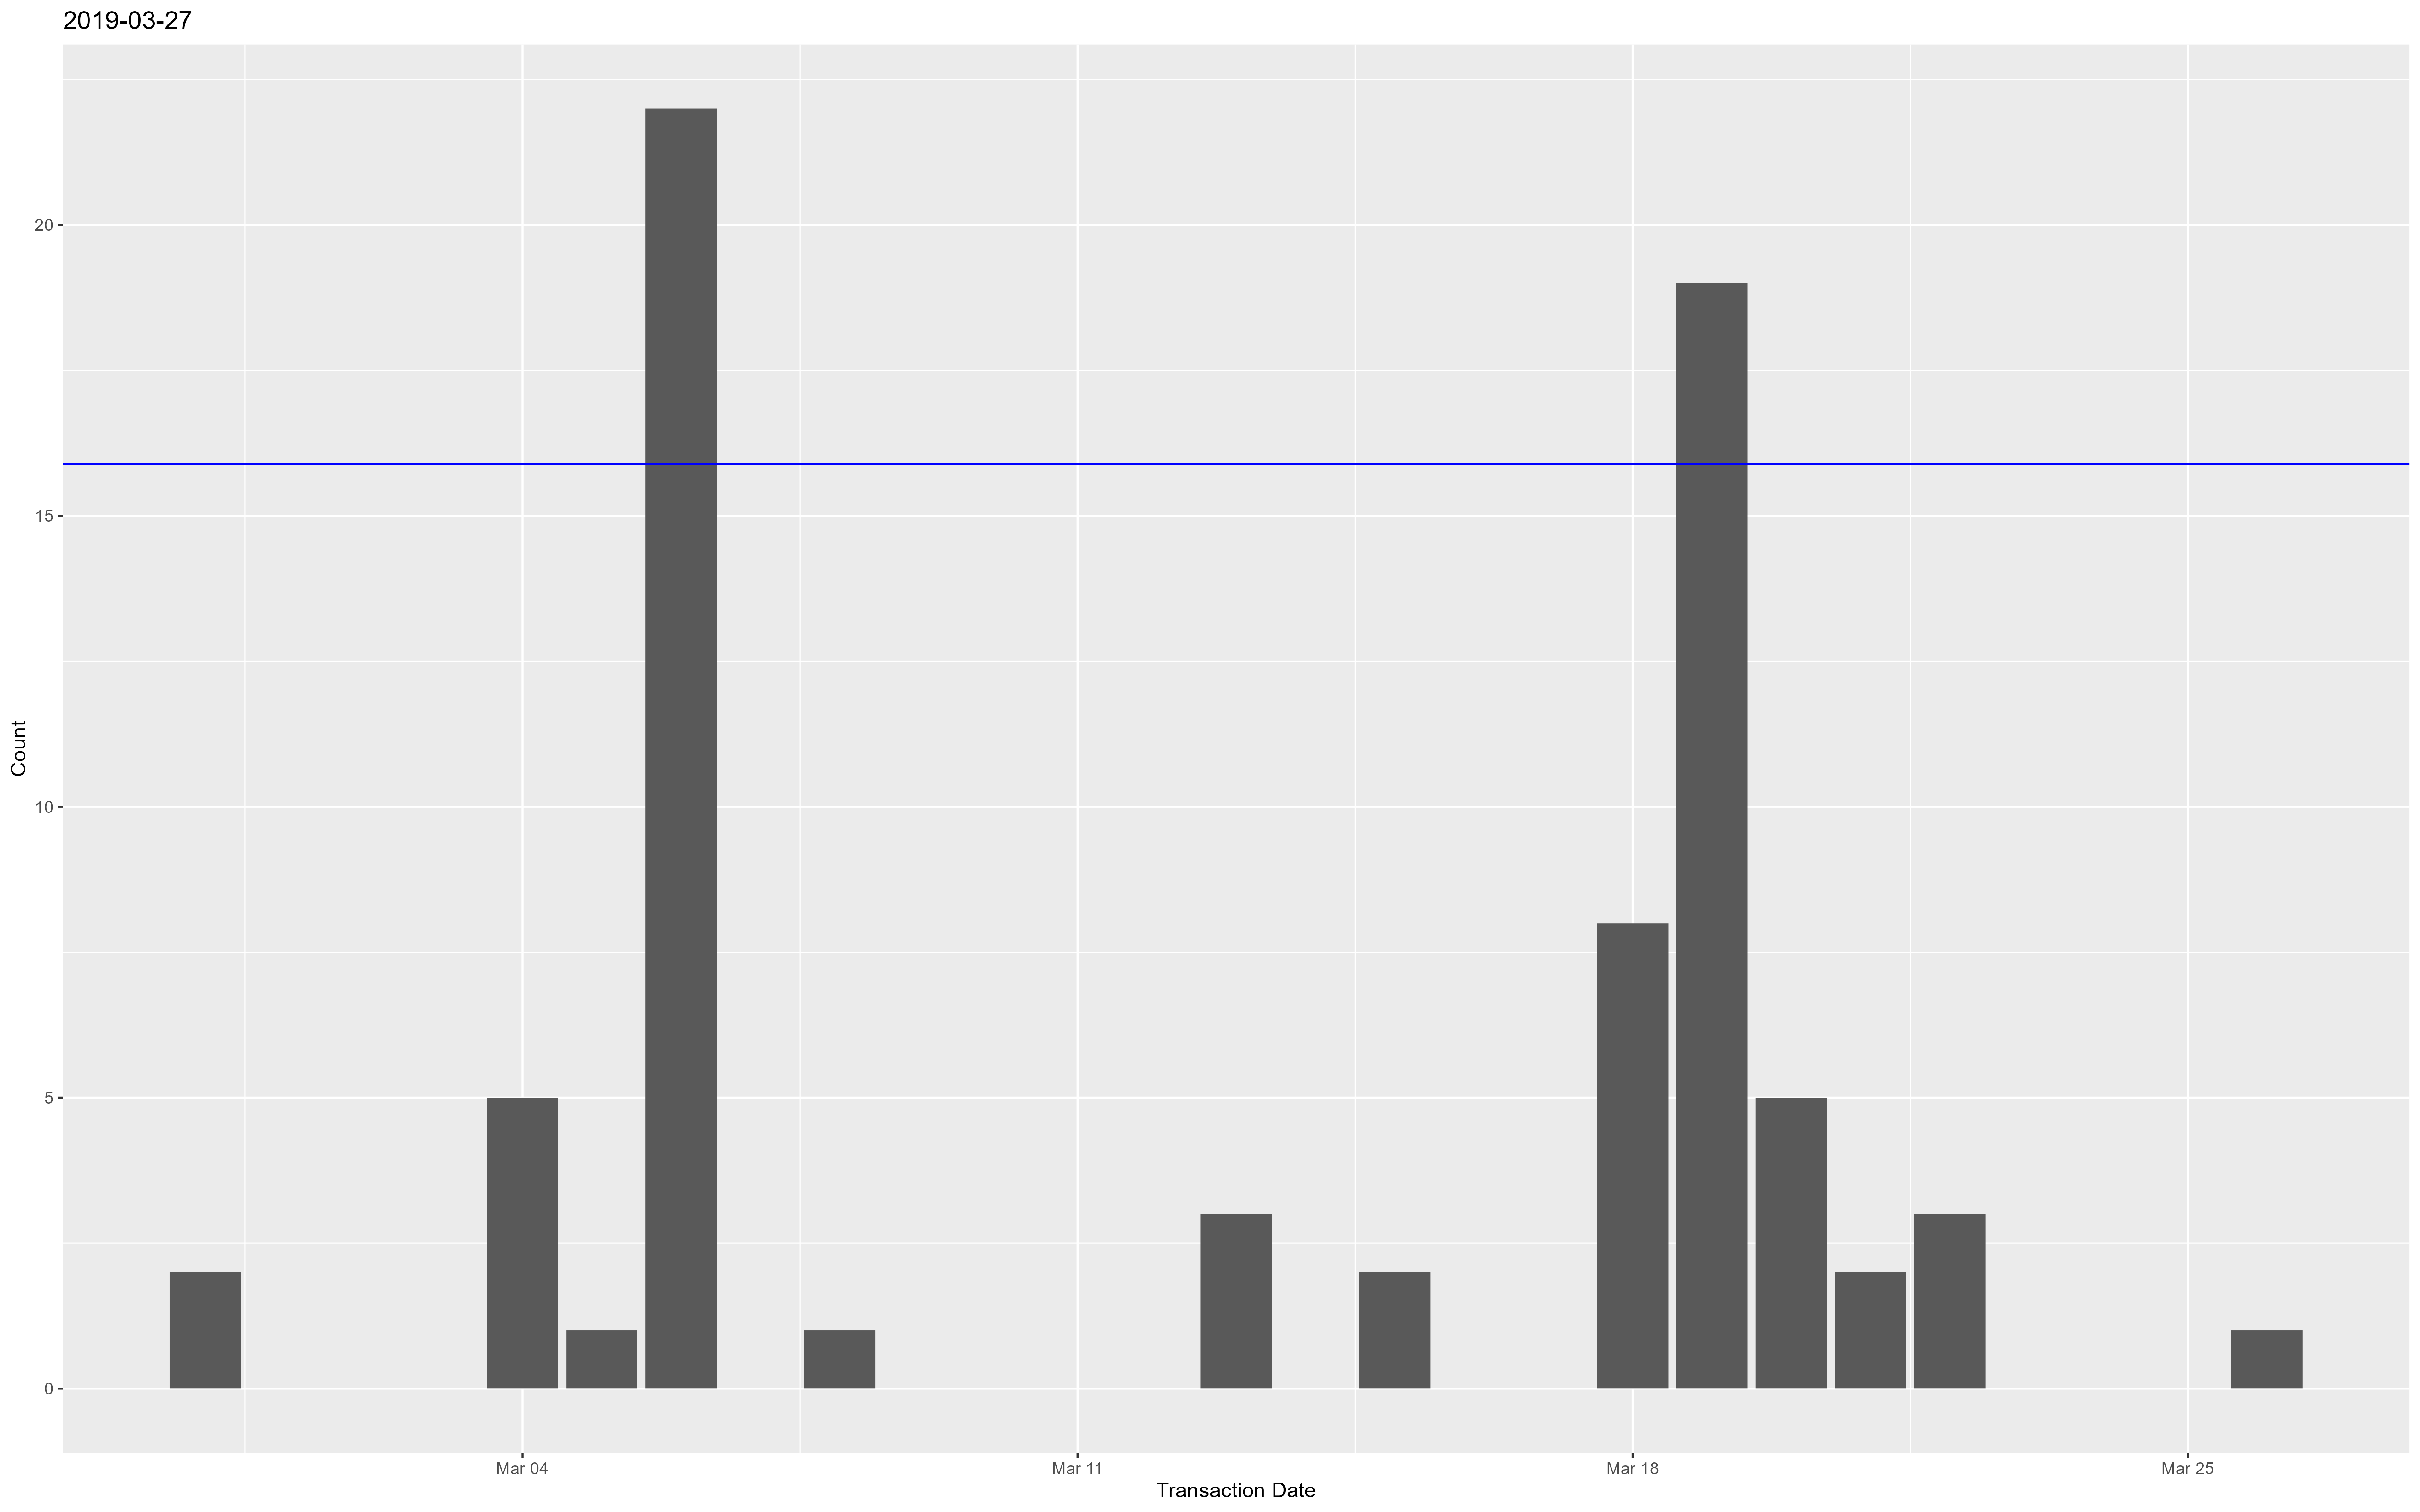 2019-03-27
Count
20
15
10
5
0
Mar 04
Mar 11
Mar 18
Mar 25
Transaction Date